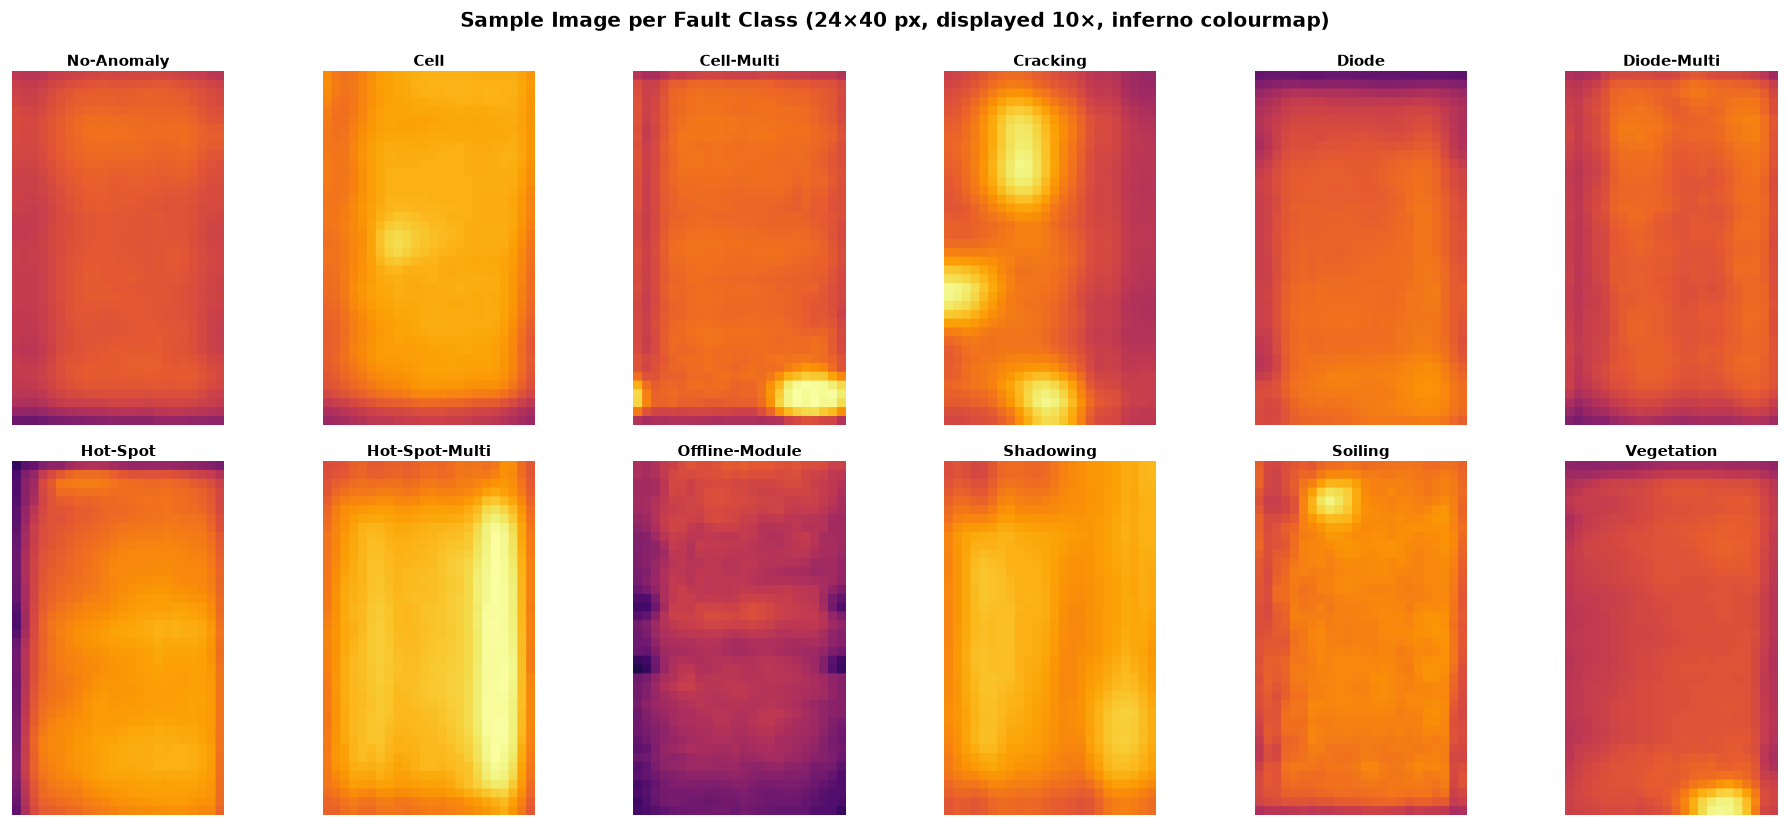 Sample Image per Fault Class (24×40 px, displayed 10×, inferno colourmap)
No-Anomaly
Cell
Cell-Multi
Cracking
Diode
Diode-Multi
Hot-Spot
Hot-Spot-Multi
Offline-Module
Shadowing
Soiling
Vegetation